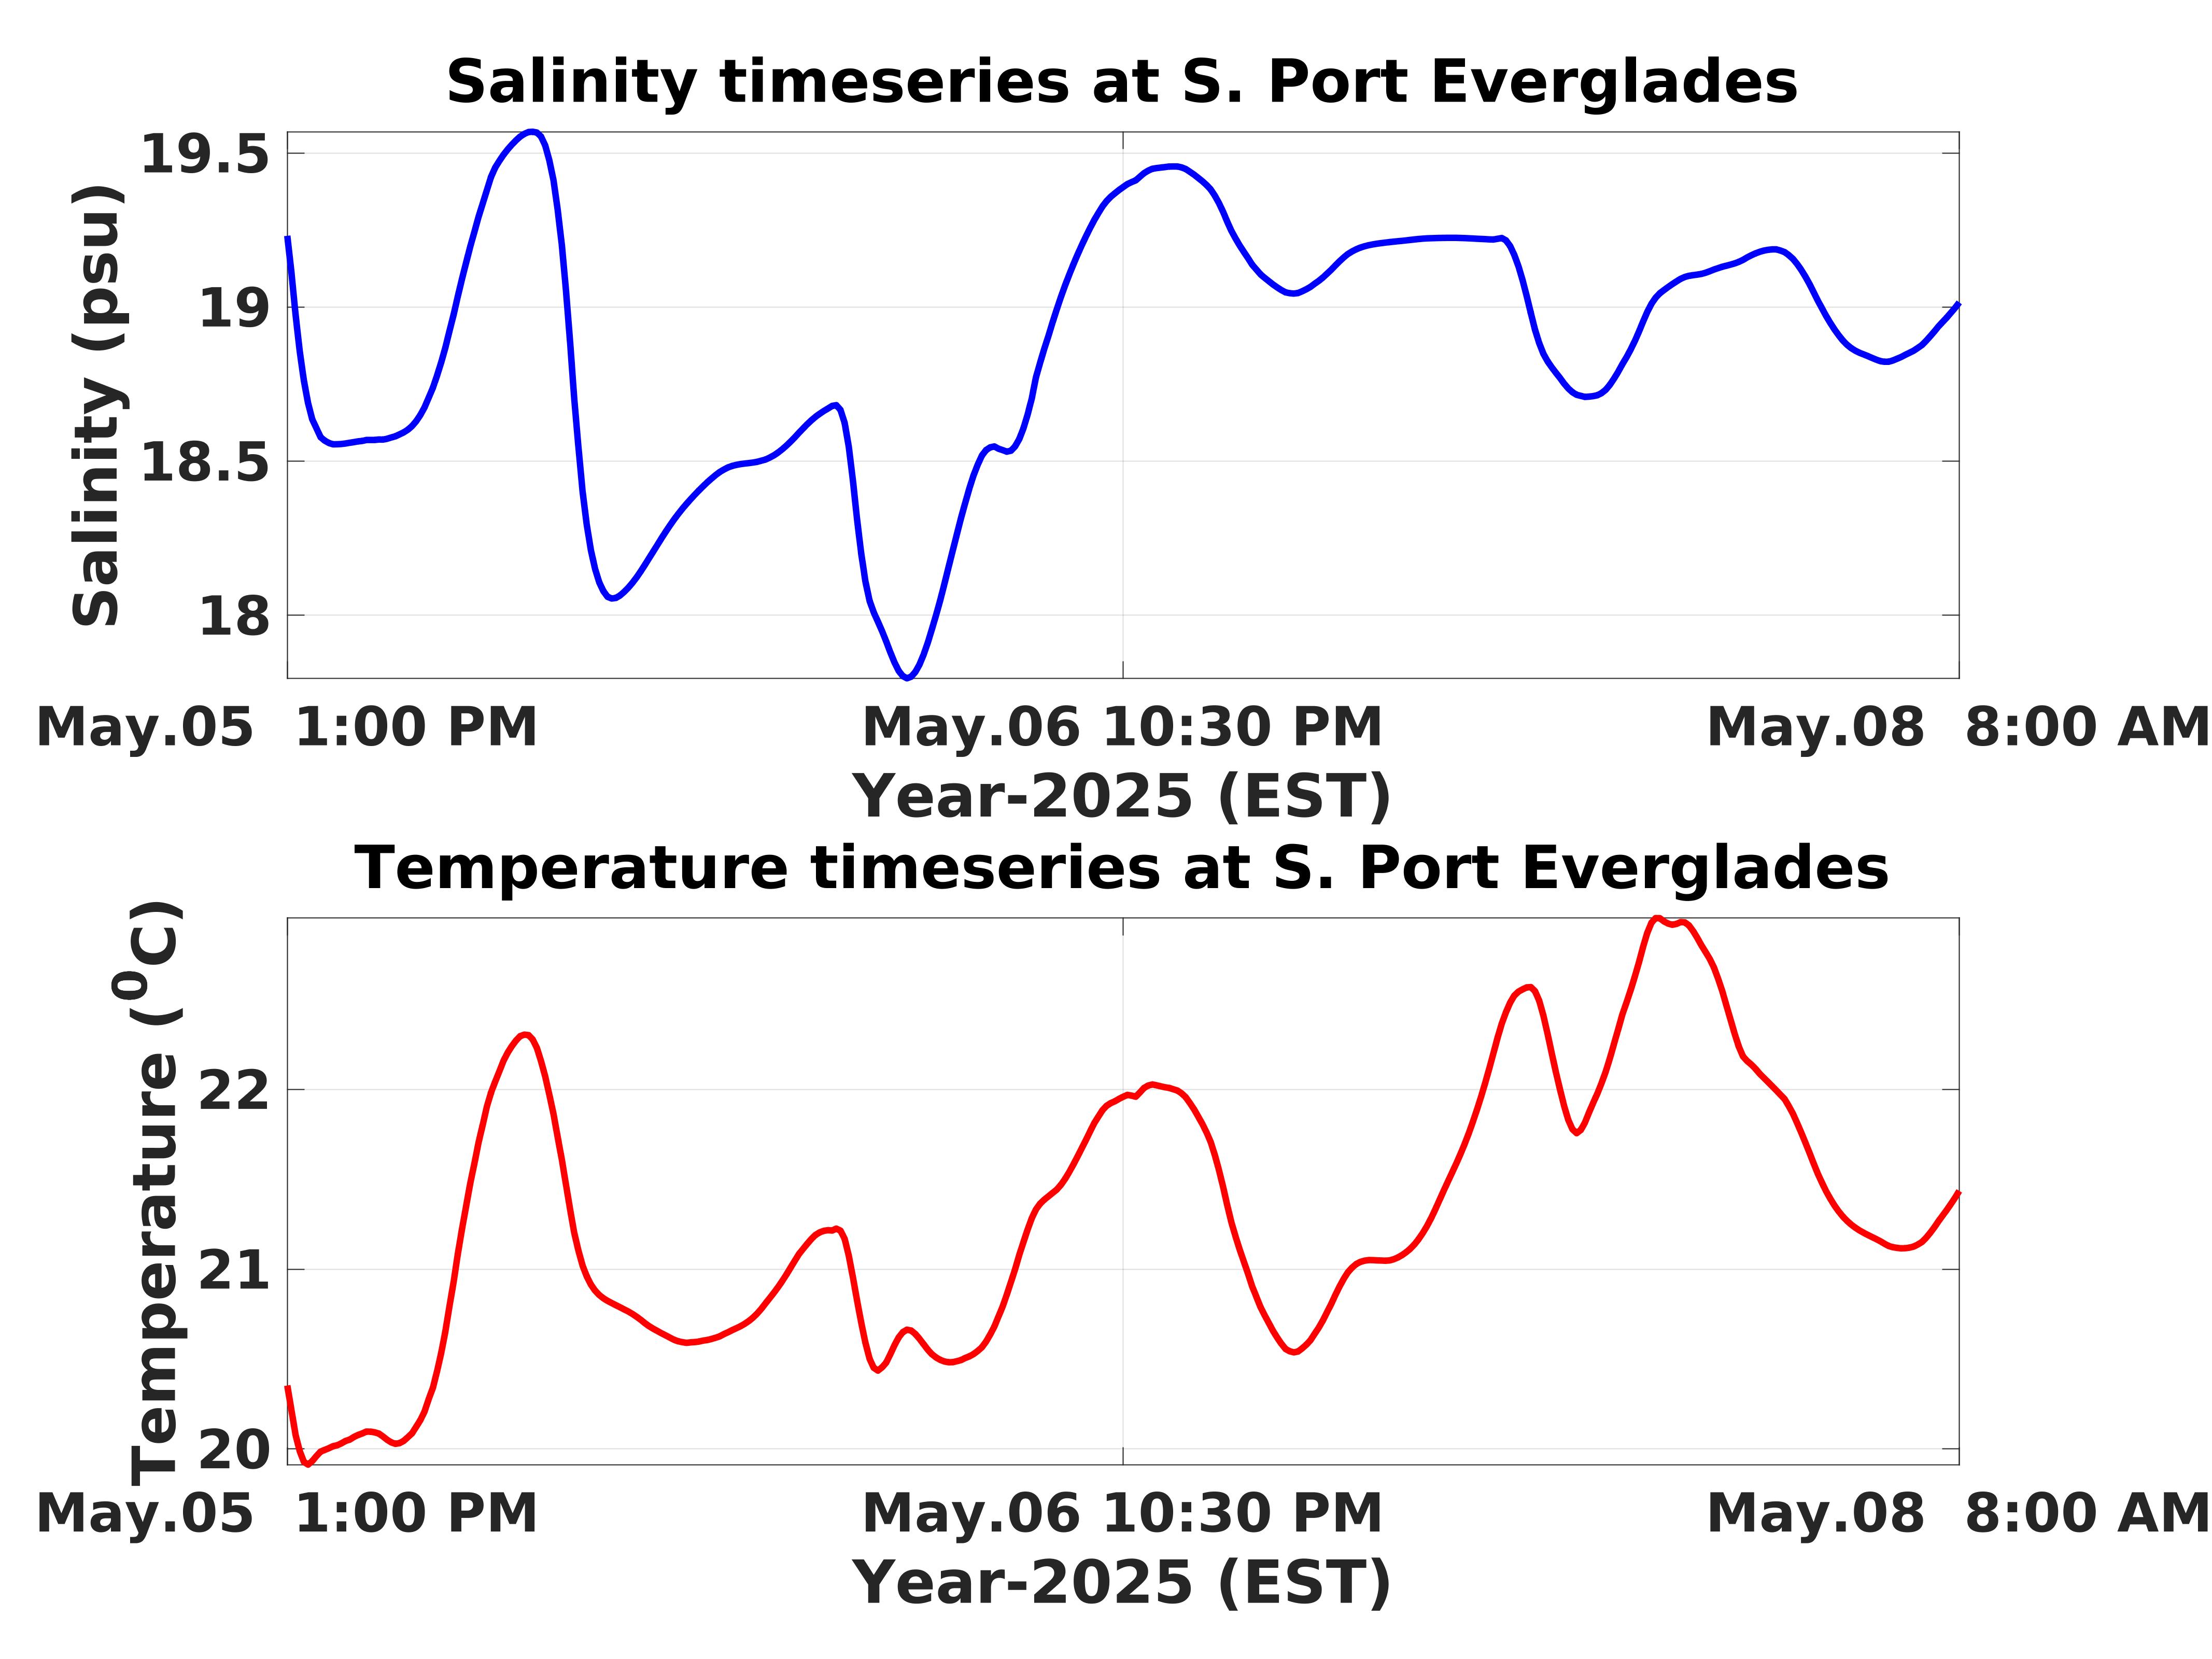 Salinity timeseries at S. Port Everglades
Salinity (psu)
19.5
19
18.5
18
May.05 1:00 PM
May.06 10:30 PM
May.08 8:00 AM
Year-2025 (EST)
Temperature timeseries at S. Port Everglades
Temperature (⁰C)
22
21
20
May.05 1:00 PM
May.06 10:30 PM
May.08 8:00 AM
Year-2025 (EST)